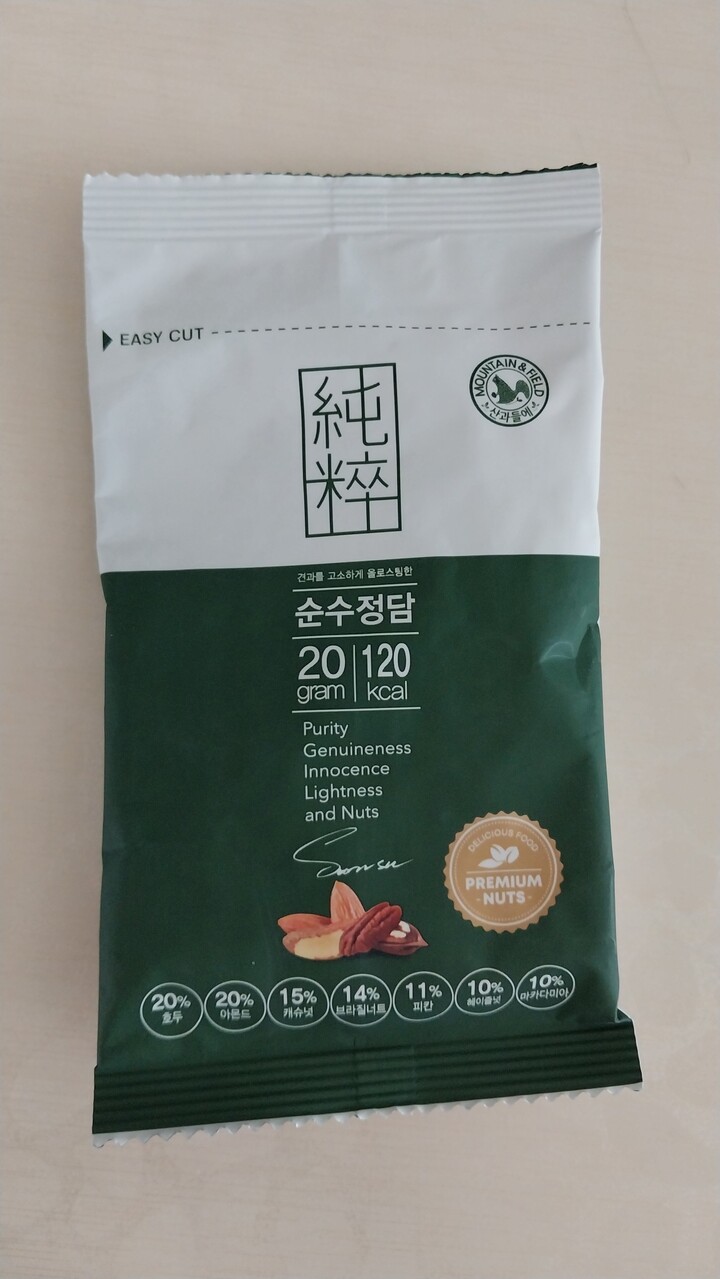 EASY CUT
MOUNTAIN & FIELD
산과들에
純
粹
견과를 고소하게 올로스팅한
순수정담
20 gram | 120 kcal
Purity
Genuineness
Innocence
Lightness
and Nuts
Soonsu
DELICIOUS FOOD
PREMIUM
-NUTS-
20% 호두
20% 아몬드
15% 캐슈넛
14% 브라질너트
11% 피칸
10% 헤이즐넛
10% 마카다미아